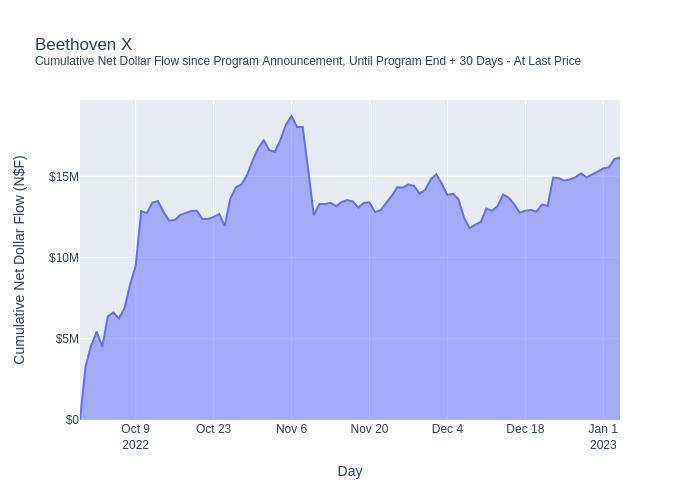 Beethoven X
Cumulative Net Dollar Flow since Program Announcement, Until Program End + 30 Days - At Last Price
Cumulative Net Dollar Flow (N$F)
$15M
$10M
$5M
$0
Oct 9
2022
Oct 23
Nov 6
Nov 20
Dec 4
Dec 18
Jan 1
2023
Day